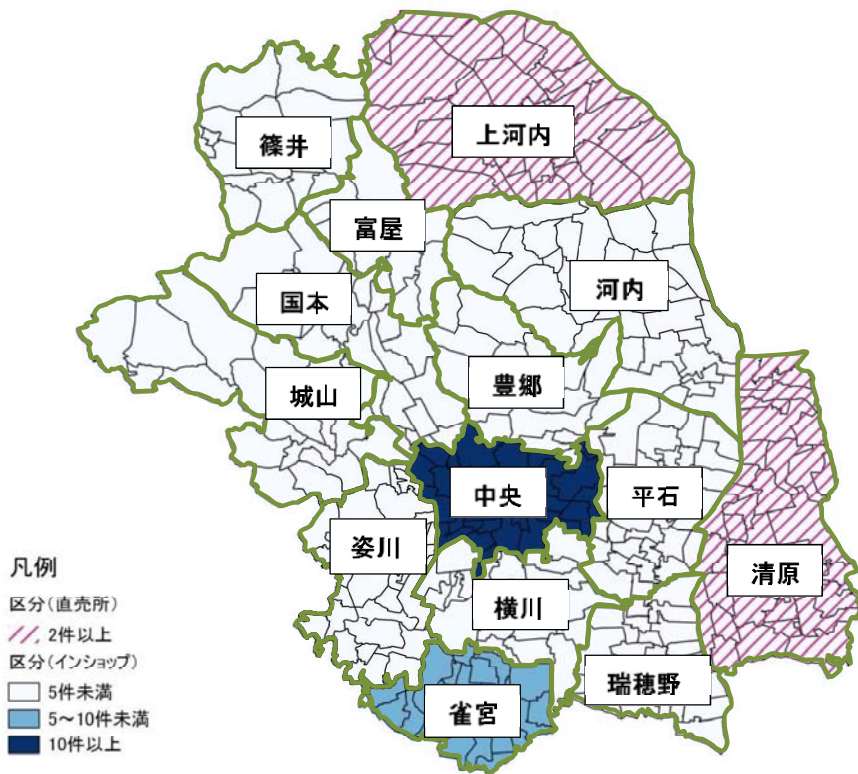 上河内
篠井
富屋
河内
国本
豊郷
城山
中央
平石
姿川
清原
横川
瑞穂野
雀宮
凡例
区分(直売所)
2件以上
区分(インショップ)
5件未満
5~10件未満
10件以上